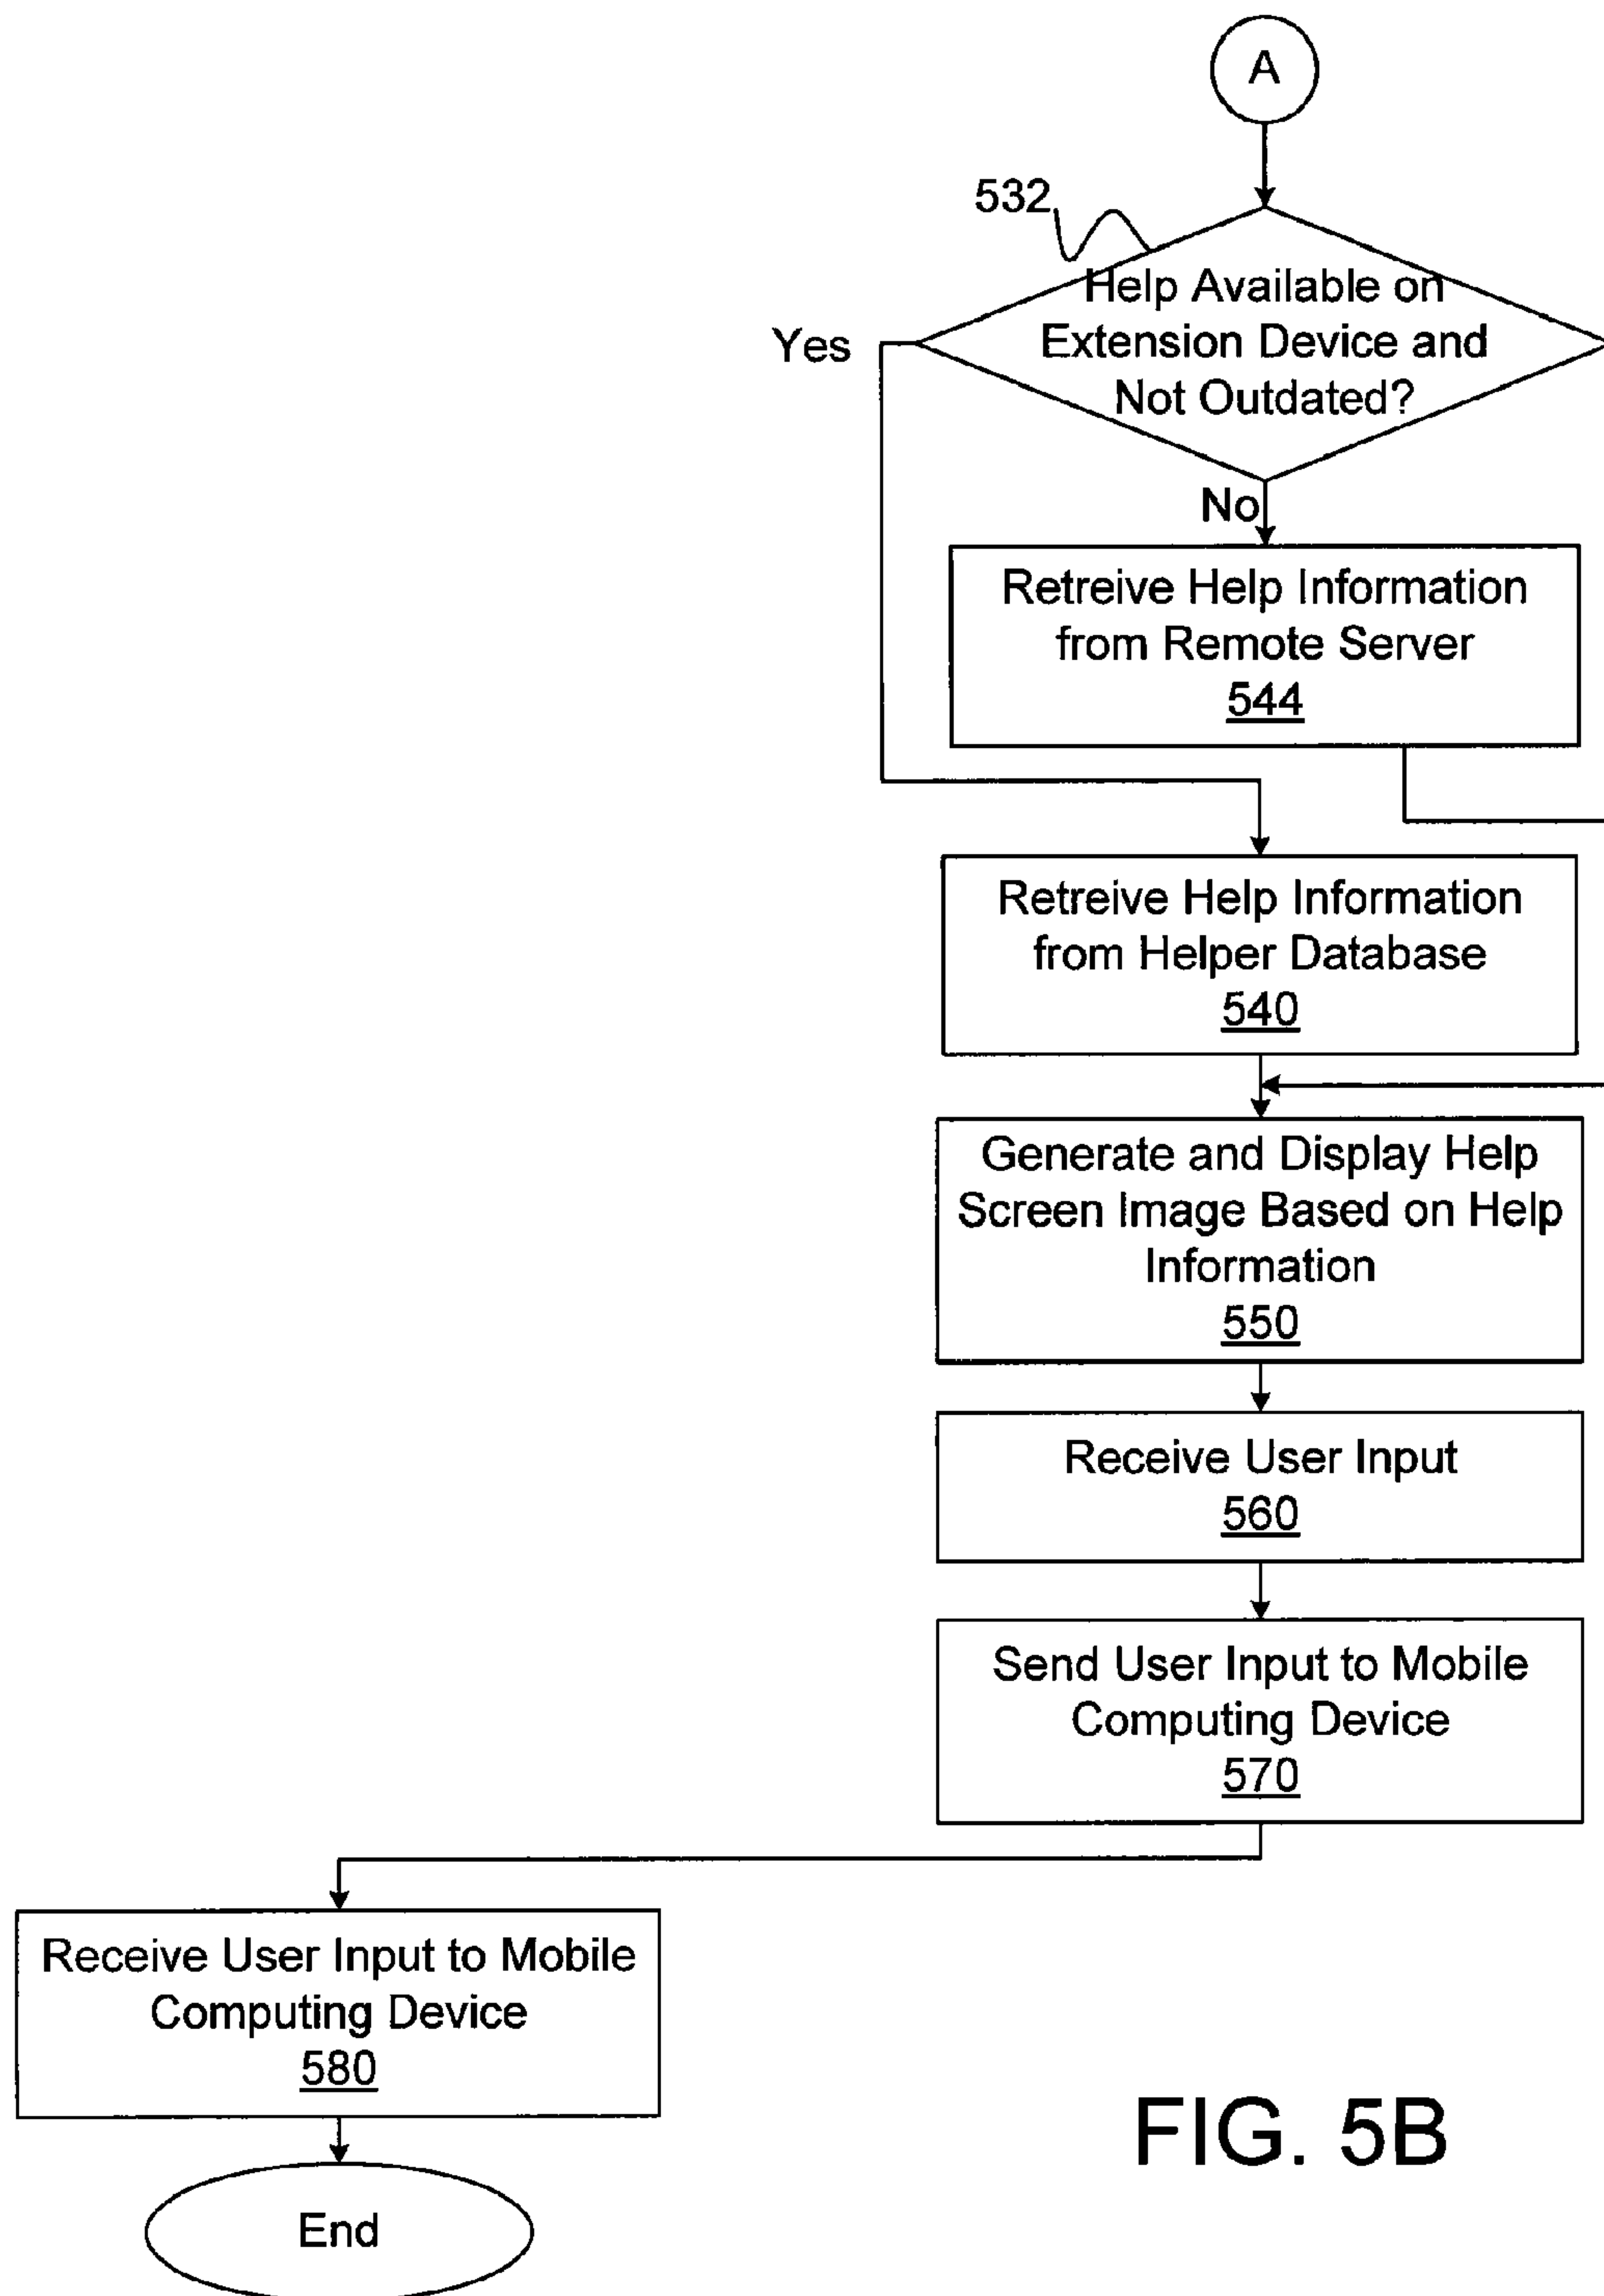 A
532
Help Available on
Extension Device and
Not Outdated?
Yes
No
Retreive Help Information
from Remote Server
544
Retreive Help Information
from Helper Database
540
Generate and Display Help
Screen Image Based on Help
Information
550
Receive User Input
560
Send User Input to Mobile
Computing Device
570
Receive User Input to Mobile
Computing Device
580
End
FIG. 5B